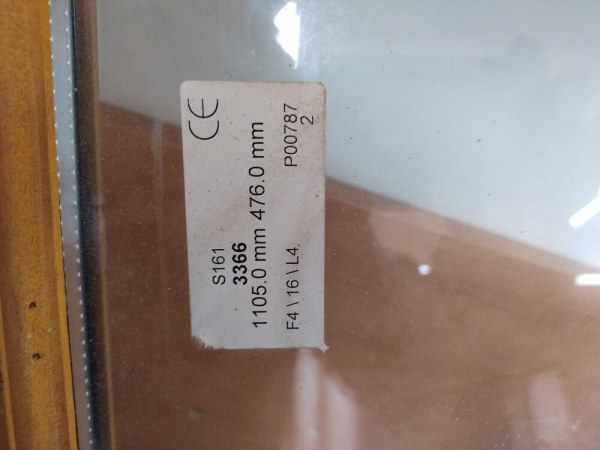 CE
S161
3366
1105.0 mm 476.0 mm
F4 \ 16 \ L4
P00787
2